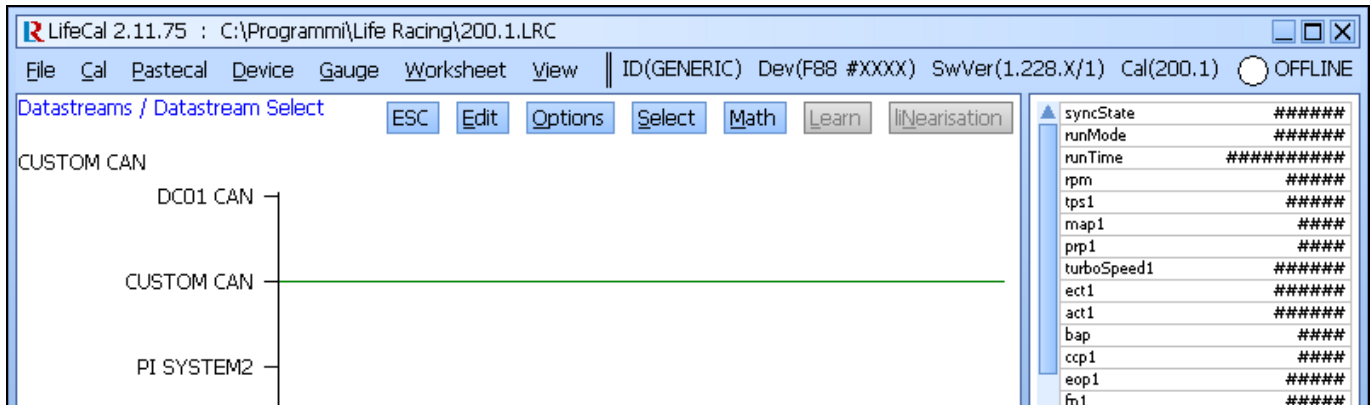 LifeCal 2.11.75 : C:\Programmi\Life Racing\200.1.LRC
File Cal Pastecal Device Gauge Worksheet View ID(GENERIC) Dev(F88 #XXXX) SwVer(1.228.X/1) Cal(200.1) OFFLINE
Datastreams / Datastream Select ESC Edit Options Select Math Learn liNearisation
CUSTOM CAN
DC01 CAN
CUSTOM CAN
PI SYSTEM2
syncState ######
runMode ######
runTime ##########
rpm #####
tps1 #####
map1 ####
prp1 ####
turboSpeed1 ######
ect1 ######
act1 ######
bap ####
ccp1 ####
eop1 #####
fp1 #####